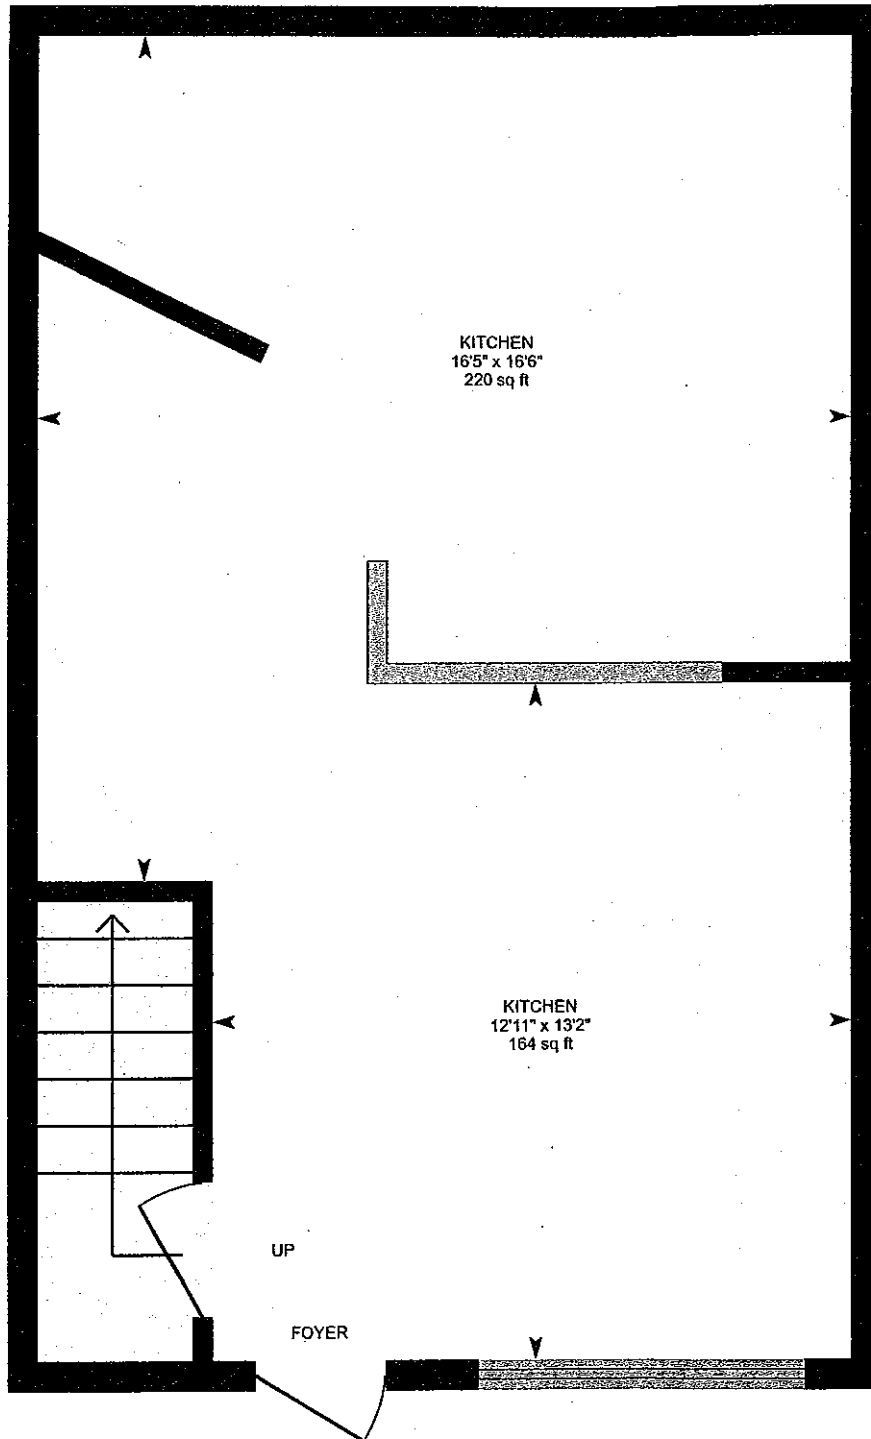 KITCHEN
16'5" x 16'6"
220 sq ft
KITCHEN
12'11" x 13'2"
164 sq ft
UP
FOYER